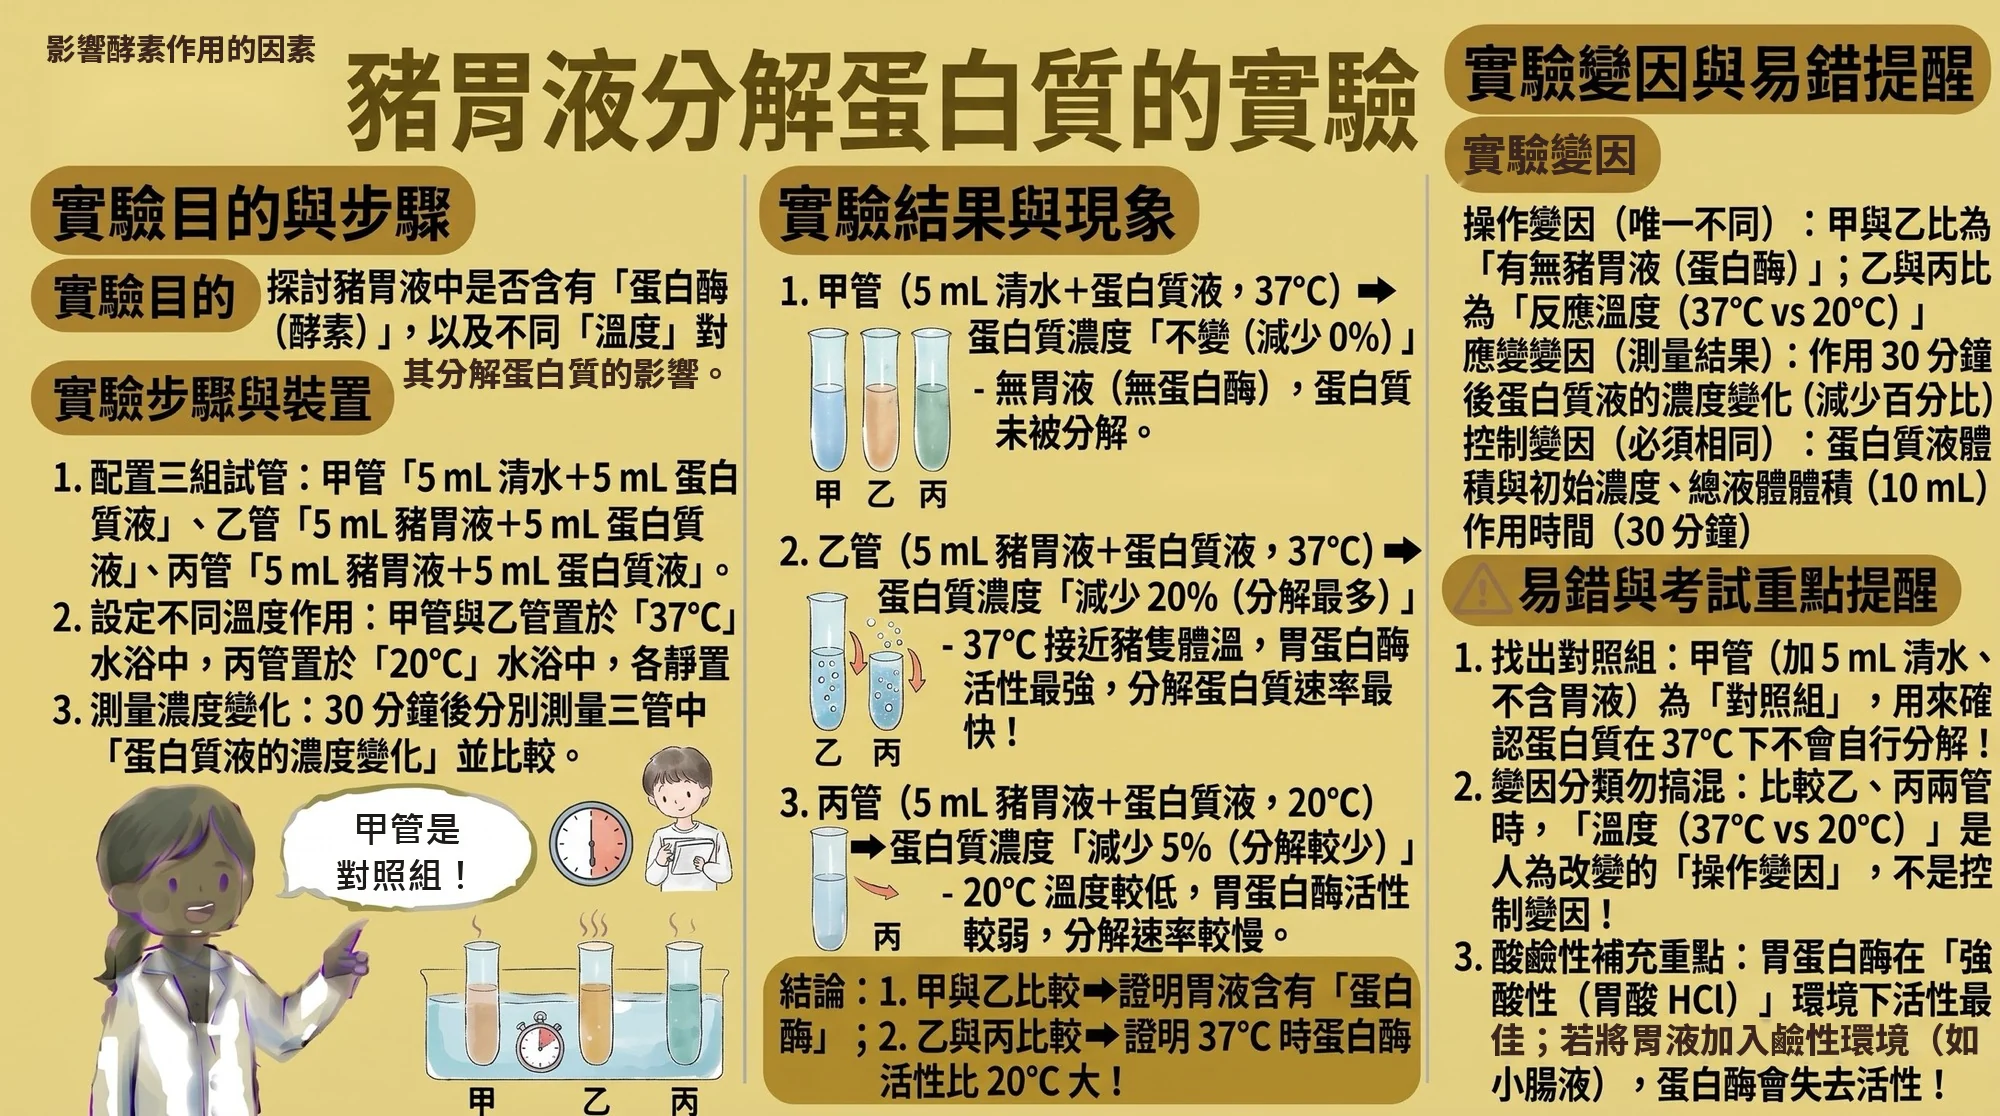 影響酵素作用的因素
豬胃液分解蛋白質的實驗
實驗目的與步驟
實驗目的
探討豬胃液中是否含有「蛋白酶
（酵素）」，以及不同「溫度」對
其分解蛋白質的影響。
實驗步驟與裝置
1. 配置三組試管：甲管「5 mL 清水＋5 mL 蛋白
質液」、乙管「5 mL 豬胃液＋5 mL 蛋白質
液」、丙管「5 mL 豬胃液＋5 mL 蛋白質液」。
2. 設定不同溫度作用：甲管與乙管置於「37°C」
水浴中，丙管置於「20°C」水浴中，各靜置
3. 測量濃度變化：30 分鐘後分別測量三管中
「蛋白質液的濃度變化」並比較。
甲管是
對照組！
甲 乙 丙
實驗結果與現象
1. 甲管（5 mL 清水＋蛋白質液，37°C）➡
蛋白質濃度「不變（減少 0%）」
- 無胃液（無蛋白酶），蛋白質
未被分解。
甲 乙 丙
2. 乙管（5 mL 豬胃液＋蛋白質液，37°C）➡
蛋白質濃度「減少 20%（分解最多）」
- 37°C 接近豬隻體溫，胃蛋白酶
活性最強，分解蛋白質速率最
快！
乙 丙
3. 丙管（5 mL 豬胃液＋蛋白質液，20°C）
➡蛋白質濃度「減少 5%（分解較少）」
- 20°C 溫度較低，胃蛋白酶活性
較弱，分解速率較慢。
丙
結論：1. 甲與乙比較➡證明胃液含有「蛋白
酶」；2. 乙與丙比較➡證明 37°C 時蛋白酶
活性比 20°C 大！
實驗變因與易錯提醒
實驗變因
操作變因（唯一不同）：甲與乙比為
「有無豬胃液（蛋白酶）」；乙與丙比
為「反應溫度（37°C vs 20°C）」
應變變因（測量結果）：作用 30 分鐘
後蛋白質液的濃度變化（減少百分比）
控制變因（必須相同）：蛋白質液體
積與初始濃度、總液體體積（10 mL）
作用時間（30 分鐘）
易錯與考試重點提醒
1. 找出對照組：甲管（加 5 mL 清水、
不含胃液）為「對照組」，用來確
認蛋白質在 37°C 下不會自行分解！
2. 變因分類勿搞混：比較乙、丙兩管
時，「溫度（37°C vs 20°C）」是
人為改變的「操作變因」，不是控
制變因！
3. 酸鹼性補充重點：胃蛋白酶在「強
酸性（胃酸 HCl）」環境下活性最
佳；若將胃液加入鹼性環境（如
小腸液），蛋白酶會失去活性！